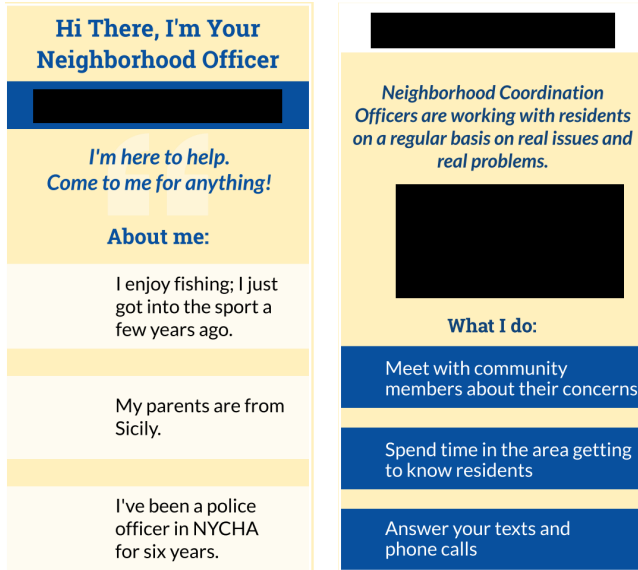 Hi There, I'm Your
Neighborhood Officer
I'm here to help.
Come to me for anything!
About me:
I enjoy fishing; I just
got into the sport a
few years ago.
My parents are from
Sicily.
I've been a police
officer in NYCHA
for six years.
Neighborhood Coordination
Officers are working with residents
on a regular basis on real issues and
real problems.
What I do:
Meet with community
members about their concerns
Spend time in the area getting
to know residents
Answer your texts and
phone calls